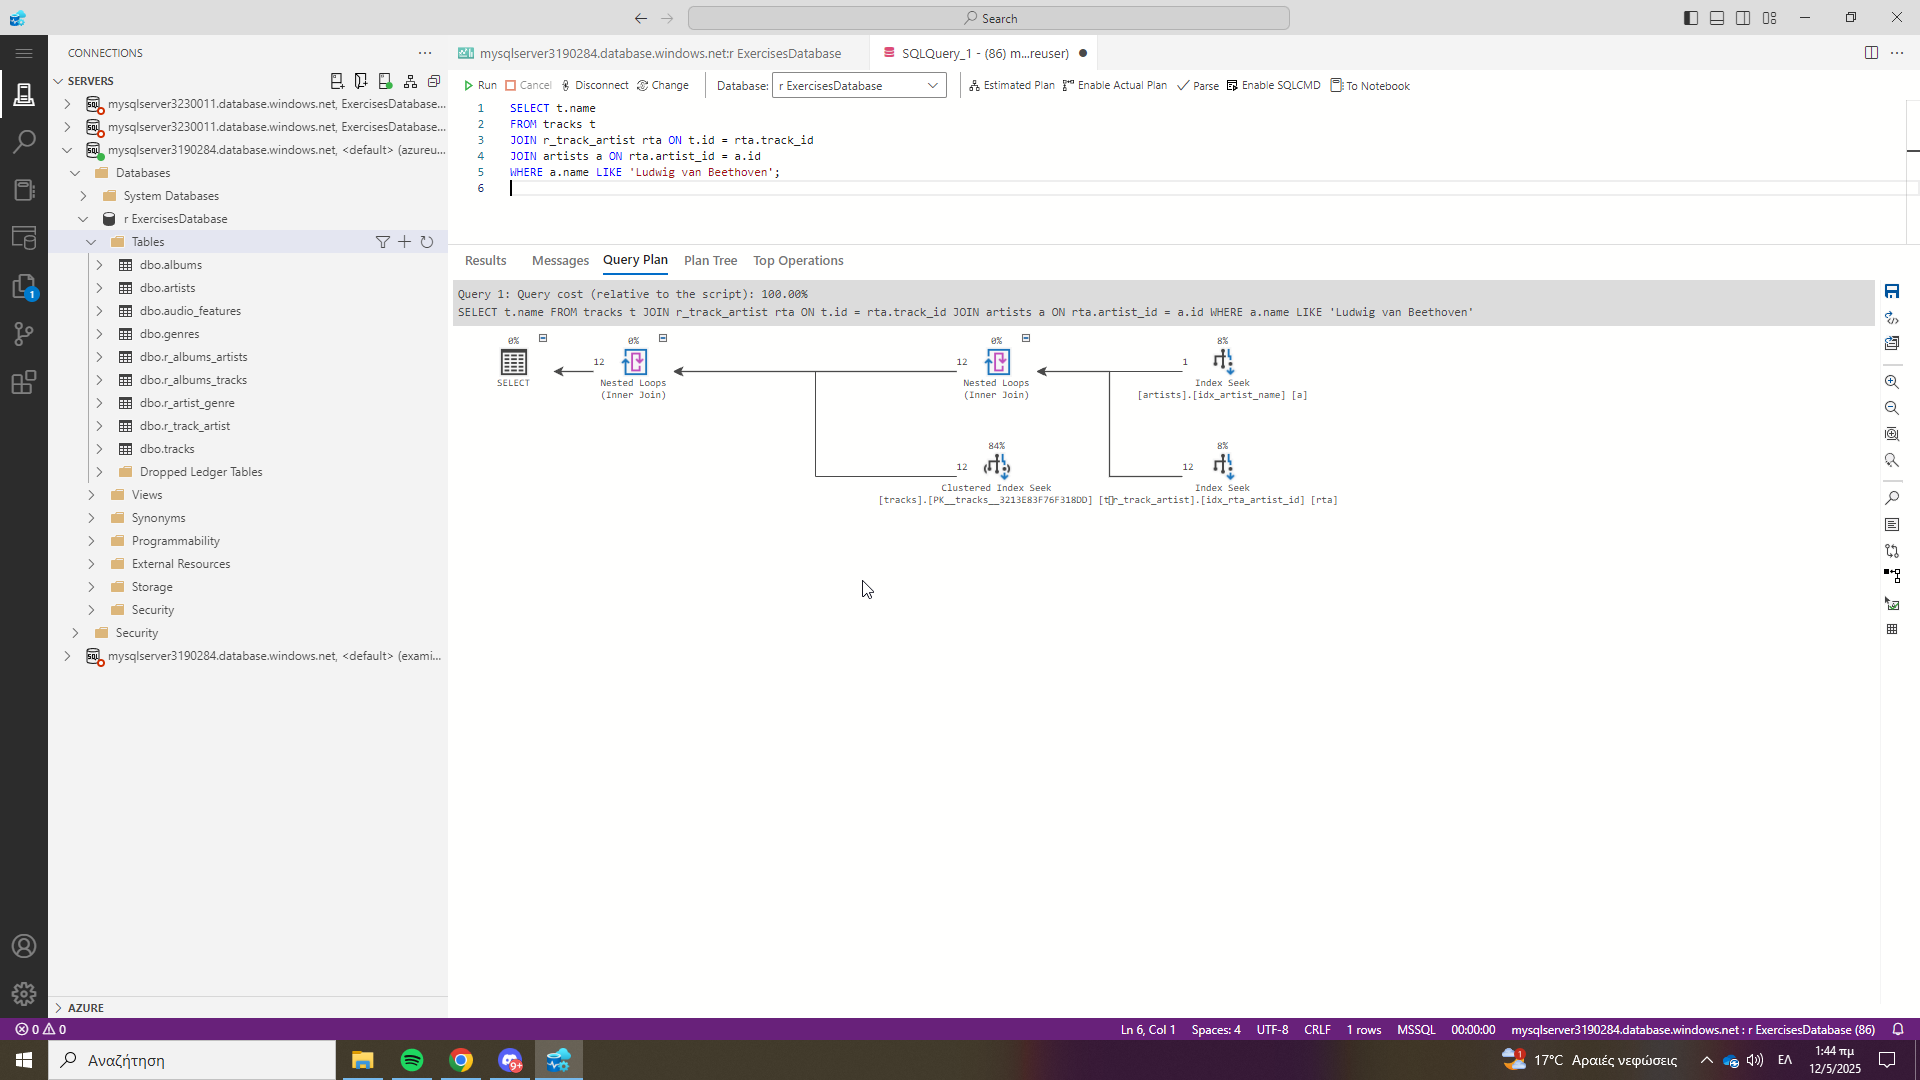 Search
CONNECTIONS
SERVERS
mysqlserver3230011.database.windows.net, ExercisesDatabase...
mysqlserver3230011.database.windows.net, ExercisesDatabase...
mysqlserver3190284.database.windows.net, <default> (azureu...
Databases
System Databases
r ExercisesDatabase
Tables
dbo.albums
dbo.artists
dbo.audio_features
dbo.genres
dbo.r_albums_artists
dbo.r_albums_tracks
dbo.r_artist_genre
dbo.r_track_artist
dbo.tracks
Dropped Ledger Tables
Views
Synonyms
Programmability
External Resources
Storage
Security
Security
mysqlserver3190284.database.windows.net, <default> (exami...
AZURE
1
mysqlserver3190284.database.windows.net:r ExercisesDatabase
SQLQuery_1 - (86) m...reuser)
Run Cancel Disconnect Change Database: r ExercisesDatabase Estimated Plan Enable Actual Plan Parse Enable SQLCMD To Notebook
1 SELECT t.name
2 FROM tracks t
3 JOIN r_track_artist rta ON t.id = rta.track_id
4 JOIN artists a ON rta.artist_id = a.id
5 WHERE a.name LIKE 'Ludwig van Beethoven';
6
Results Messages Query Plan Plan Tree Top Operations
Query 1: Query cost (relative to the script): 100.00%
SELECT t.name FROM tracks t JOIN r_track_artist rta ON t.id = rta.track_id JOIN artists a ON rta.artist_id = a.id WHERE a.name LIKE 'Ludwig van Beethoven'
0%
SELECT
12
0%
Nested Loops
(Inner Join)
12
0%
Nested Loops
(Inner Join)
1
8%
Index Seek
[artists].[idx_artist_name] [a]
12
84%
Clustered Index Seek
[tracks].[PK__tracks__3213E83F76F318DD] [t]
12
8%
Index Seek
[r_track_artist].[idx_rta_artist_id] [rta]
0 0
Ln 6, Col 1 Spaces: 4 UTF-8 CRLF 1 rows MSSQL 00:00:00 mysqlserver3190284.database.windows.net : r ExercisesDatabase (86)
Αναζήτηση
9+
1
17°C Αραιές νεφώσεις
ΕΛ
1:44 πμ
12/5/2025